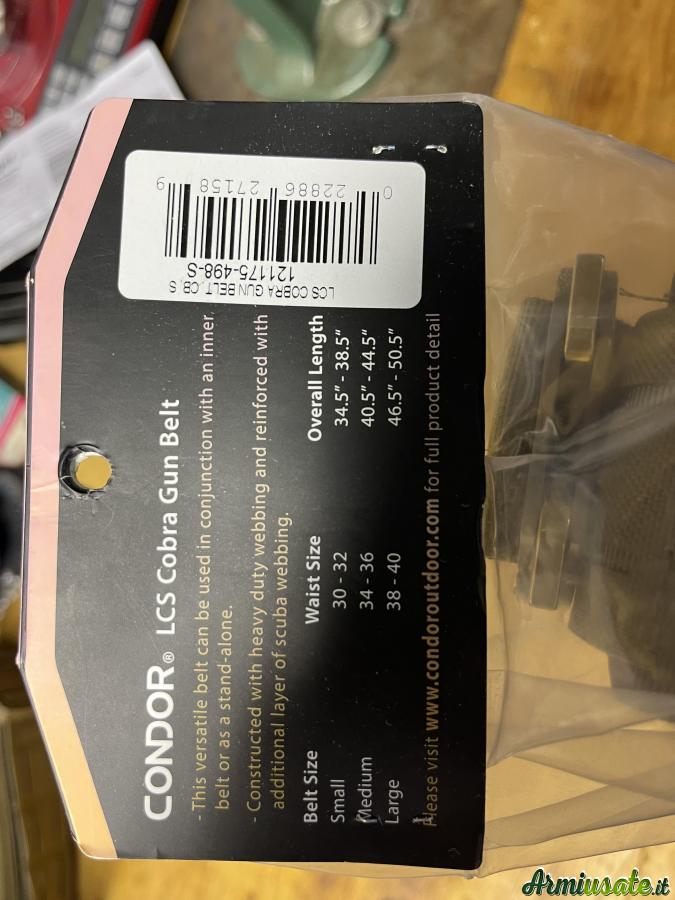 CONDOR® LCS Cobra Gun Belt
- This versatile belt can be used in conjunction with an inner
belt or as a stand-alone.
- Constructed with heavy duty webbing and reinforced with
additional layer of scuba webbing.
Belt Size Waist Size Overall Length
Small 30 - 32 34.5" - 38.5"
Medium 34 - 36 40.5" - 44.5"
Large 38 - 40 46.5" - 50.5"
Please visit www.condoroutdoor.com for full product detail
LCS COBRA GUN BELT, CB, S
121175-498-S
0 22886 27158 9
Armiusate.it